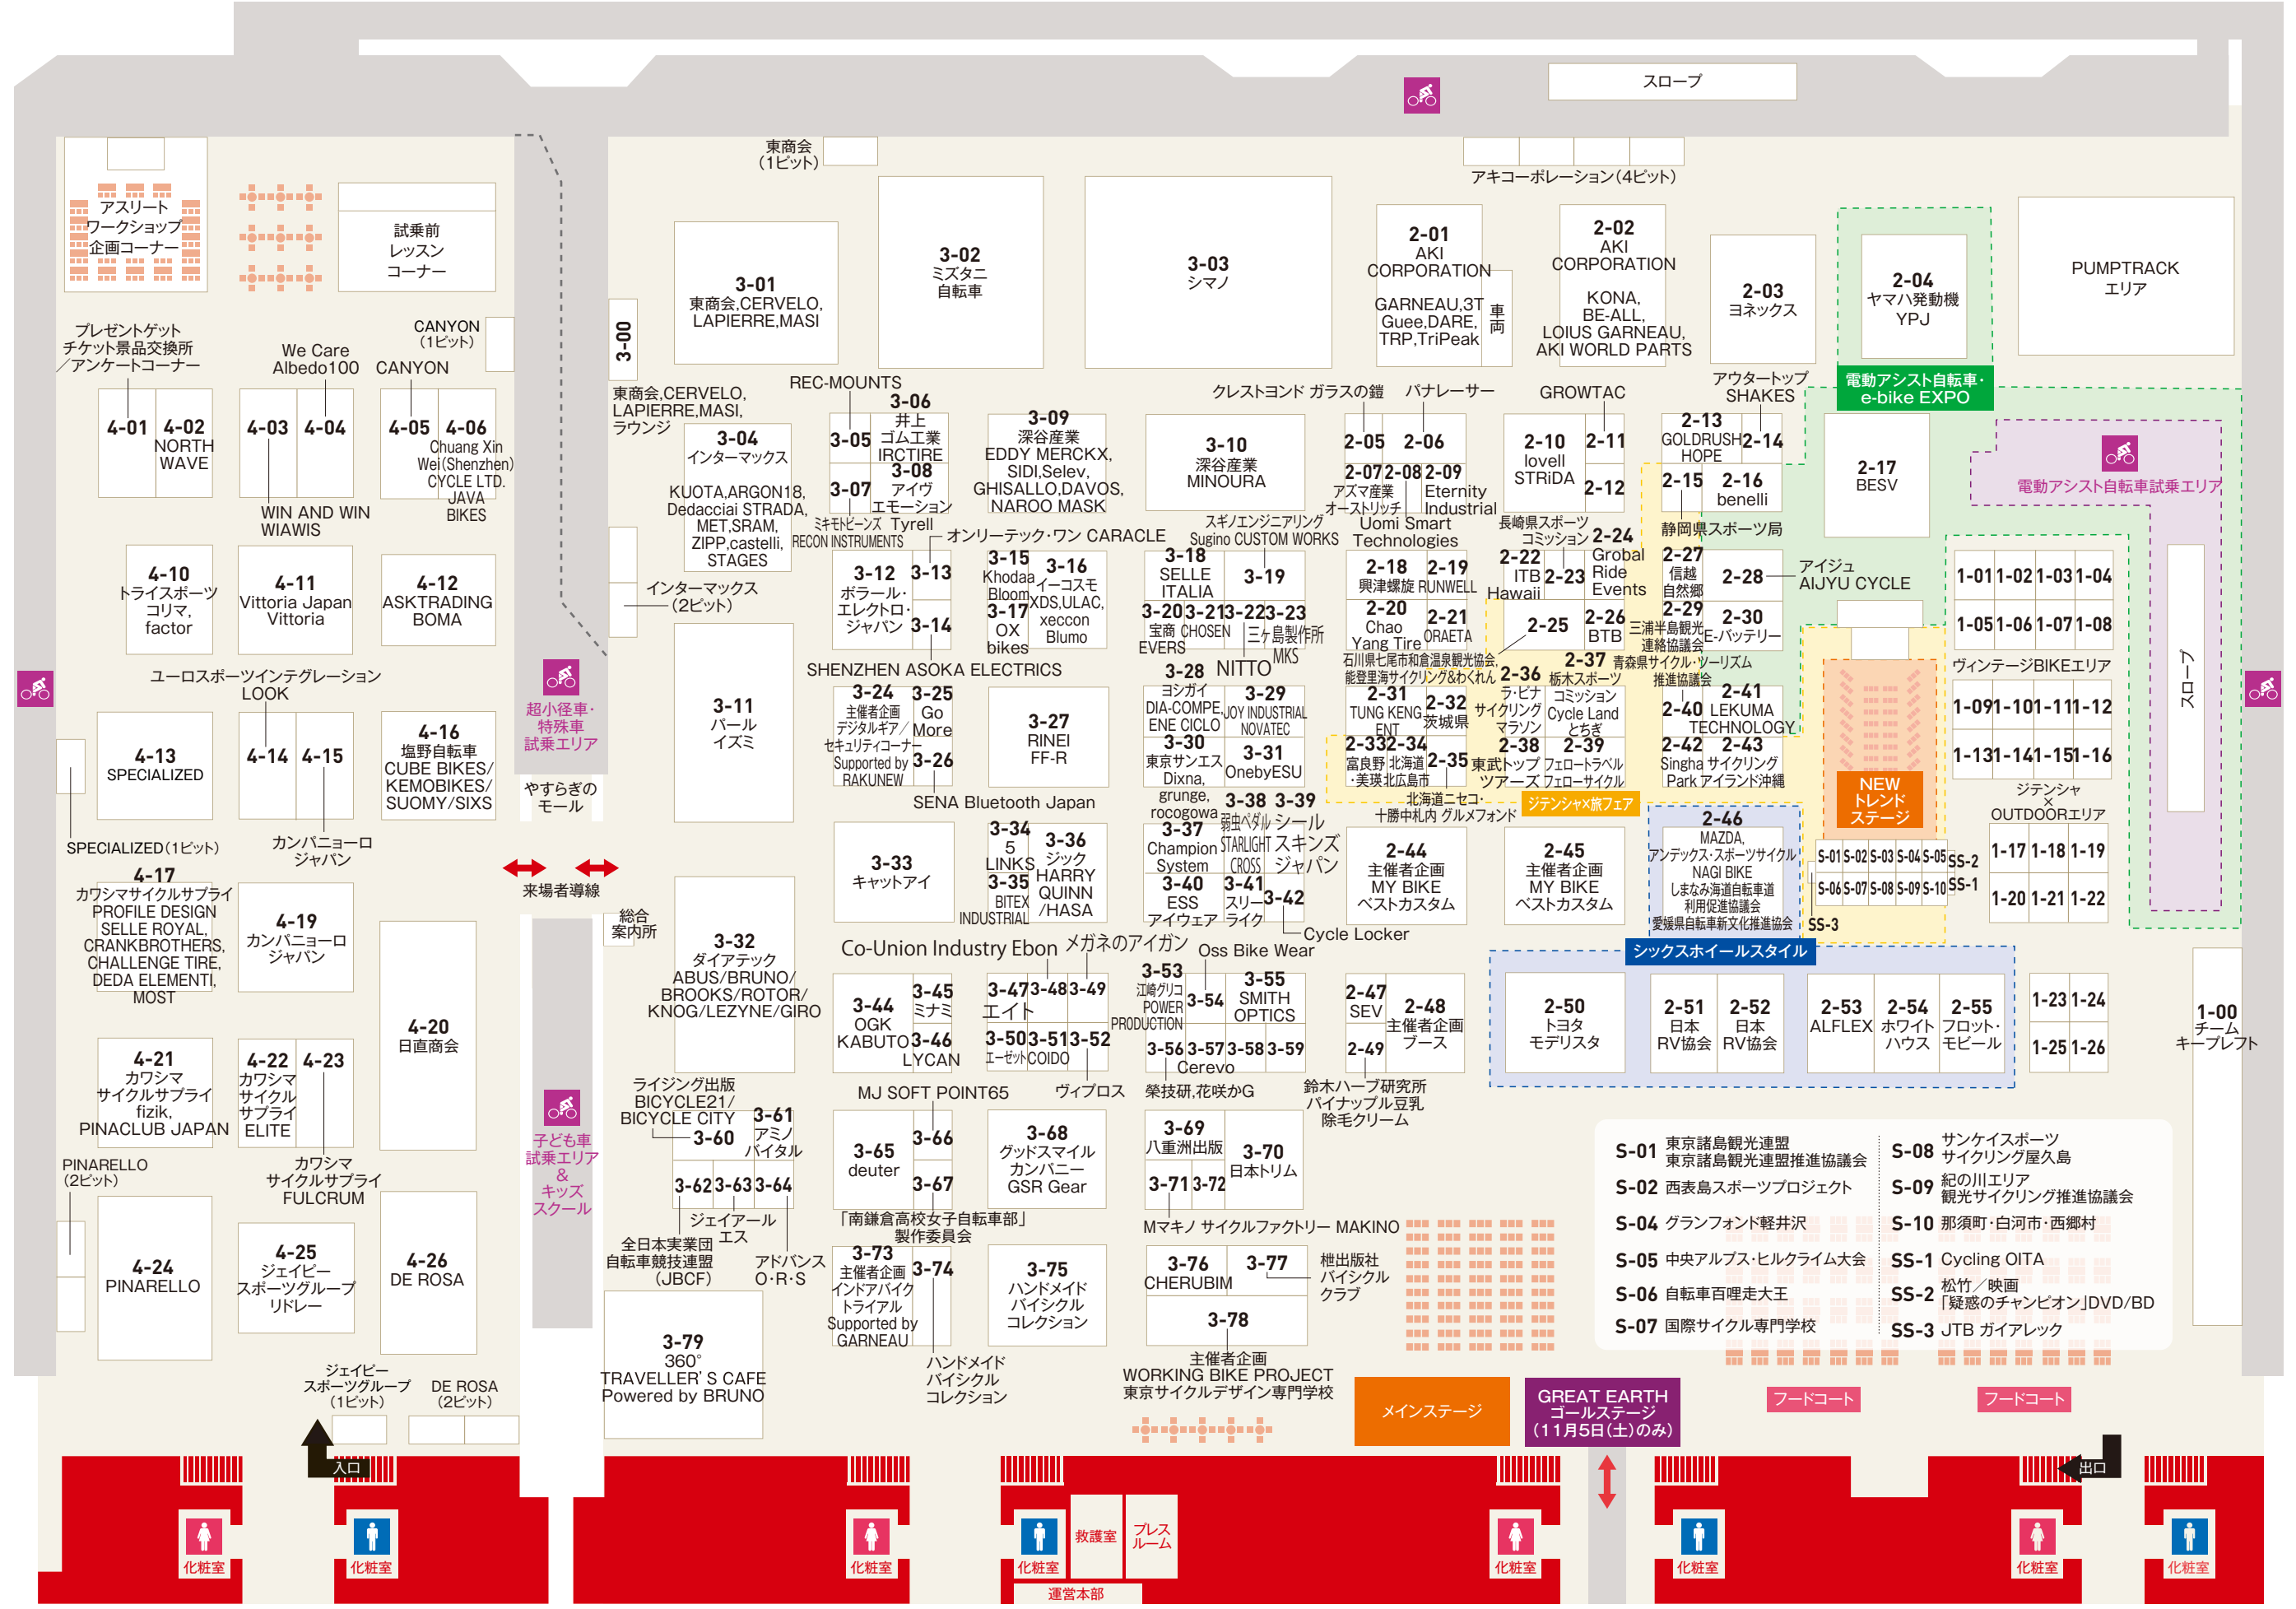 スロープ
東商会
（1ピット）
アキコーポレーション（4ピット）
アスリート
ワークショップ
企画コーナー
試乗前
レッスン
コーナー
3-01
東商会,CERVELO,
LAPIERRE,MASI
3-02
ミズタニ
自転車
3-03
シマノ
2-01
AKI
CORPORATION
GARNEAU,3T
Guee,DARE,
TRP,TriPeak
車両
2-02
AKI
CORPORATION
KONA,
BE-ALL,
LOIUS GARNEAU,
AKI WORLD PARTS
2-03
ヨネックス
2-04
ヤマハ発動機
YPJ
PUMPTRACK
エリア
電動アシスト自転車・
e-bike EXPO
プレゼントゲット
チケット景品交換所
／アンケートコーナー
We Care
Albedo100
CANYON
CANYON
（1ピット）
3-00
東商会,CERVELO,
LAPIERRE,MASI,
ラウンジ
4-01
4-02
NORTH
WAVE
4-03
4-04
WIN AND WIN
WIAWIS
4-05
4-06
Chuang Xin
Wei（Shenzhen）
CYCLE LTD.
JAVA
BIKES
3-04
インターマックス
KUOTA,ARGON18,
Dedacciai STRADA,
MET,SRAM,
ZIPP,castelli,
STAGES
REC-MOUNTS
3-05
3-06
井上
ゴム工業
IRCTIRE
3-07
3-08
アイヴ
エモーション
Tyrell
ミキモトビーンズ
RECON INSTRUMENTS
3-09
深谷産業
EDDY MERCKX,
SIDI,Selev,
GHISALLO,DAVOS,
NAROO MASK
3-10
深谷産業
MINOURA
クレストヨンド ガラスの鎧
パナレーサー
2-05
2-06
2-07
アズマ産業
オーストリッチ
2-08
Uomi Smart
Technologies
2-09
Eternity
Industrial
GROWTAC
2-10
lovell
STRiDA
2-11
2-12
アウタートップ
SHAKES
2-13
GOLDRUSH
HOPE
2-14
2-15
2-16
benelli
静岡県スポーツ局
2-17
BESV
電動アシスト自転車試乗エリア
4-10
トライスポーツ
コリマ,
factor
4-11
Vittoria Japan
Vittoria
4-12
ASKTRADING
BOMA
インターマックス
（2ピット）
オンリーテック・ワン CARACLE
3-12
ポラール・
エレクトロ・
ジャパン
3-13
3-14
SHENZHEN ASOKA ELECTRICS
3-15
Khodaa
Bloom
3-16
イーコスモ
XDS,ULAC,
xeccon
Blumo
3-17
OX
bikes
スギノエンジニアリング
Sugino CUSTOM WORKS
3-18
SELLE
ITALIA
3-19
3-20
宝商
EVERS
3-21
CHOSEN
3-22
NITTO
3-23
三ヶ島製作所
MKS
2-18
興津螺旋
2-19
RUNWELL
2-20
Chao
Yang Tire
2-21
ORAETA
長崎県スポーツ
コミッション
2-22
ITB
Hawaii
2-23
2-24
Grobal
Ride
Events
2-25
2-26
BTB
石川県七尾市和倉温泉観光協会,
能登里海サイクリング&わくれん
2-27
信越
自然郷
2-28
アイジュ
AIJYU CYCLE
2-29
三浦半島観光
連絡協議会
2-30
E-バッテリー
1-01 1-02 1-03 1-04
1-05 1-06 1-07 1-08
ヴィンテージBIKEエリア
1-09 1-10 1-11 1-12
1-13 1-14 1-15 1-16
ジテンシャ
×
OUTDOORエリア
1-17 1-18 1-19
1-20 1-21 1-22
1-23 1-24
1-25 1-26
スロープ
1-00
チーム
キープレフト
ユーロスポーツインテグレーション
LOOK
4-13
SPECIALIZED
SPECIALIZED（1ピット）
4-14
4-15
カンパニョーロ
ジャパン
4-16
塩野自転車
CUBE BIKES/
KEMOBIKES/
SUOMY/SIXS
超小径車・
特殊車
試乗エリア
やすらぎの
モール
来場者導線
総合
案内所
3-11
パール
イズミ
3-24
主催者企画
デジタルギア／
セキュリティコーナー
Supported by
RAKUNEW
3-25
Go
More
3-26
SENA Bluetooth Japan
3-27
RINEI
FF-R
3-28
ヨシガイ
DIA-COMPE,
ENE CICLO
3-29
JOY INDUSTRIAL
NOVATEC
3-30
東京サンエス
Dixna,
grunge,
rocogowa
3-31
OnebyESU
2-31
TUNG KENG
ENT
2-32
茨城県
2-33
富良野
・美瑛
2-34
北海道
北広島市
2-35
北海道ニセコ・
十勝中札内 グルメフォンド
2-36
ラ・ピナ
サイクリング
マラソン
2-37
栃木スポーツ
コミッション
Cycle Land
とちぎ
2-38
東武トップ
ツアーズ
2-39
フェロートラベル
フェローサイクル
ジテンシャ×旅フェア
青森県サイクル・ツーリズム
推進協議会
2-40
2-41
LEKUMA
TECHNOLOGY
2-42
Singha
Park
2-43
サイクリング
アイランド沖縄
NEW
トレンド
ステージ
4-17
カワシマサイクルサプライ
PROFILE DESIGN
SELLE ROYAL,
CRANKBROTHERS,
CHALLENGE TIRE,
DEDA ELEMENTI,
MOST
4-19
カンパニョーロ
ジャパン
4-20
日直商会
3-32
ダイアテック
ABUS/BRUNO/
BROOKS/ROTOR/
KNOG/LEZYNE/GIRO
3-33
キャットアイ
3-34
5
LINKS
3-35
BITEX
INDUSTRIAL
3-36
ジック
HARRY
QUINN
/HASA
3-37
Champion
System
3-38
弱虫ペダル
STARLIGHT
CROSS
3-39
シール
スキンズ
ジャパン
3-40
ESS
アイウェア
3-41
スリー
ライク
3-42
Cycle Locker
2-44
主催者企画
MY BIKE
ベストカスタム
2-45
主催者企画
MY BIKE
ベストカスタム
2-46
MAZDA,
アンデックス・スポーツサイクル
NAGI BIKE
しまなみ海道自転車道
利用促進協議会
愛媛県自転車新文化推進協会
S-01 S-02 S-03 S-04 S-05 SS-2
S-06 S-07 S-08 S-09 S-10 SS-1
SS-3
シックスホイールスタイル
Co-Union Industry Ebon
メガネのアイガン
Oss Bike Wear
3-44
OGK
KABUTO
3-45
ミナミ
3-46
LYCAN
3-47
エイト
3-48
3-49
3-50
エーゼット
3-51
COIDO
3-52
ヴィプロス
3-53
江崎グリコ
POWER
PRODUCTION
3-54
3-55
SMITH
OPTICS
3-56
3-57
Cerevo
3-58
3-59
榮技研,花咲かG
2-47
SEV
2-48
主催者企画
ブース
2-49
鈴木ハーブ研究所
パイナップル豆乳
除毛クリーム
2-50
トヨタ
モデリスタ
2-51
日本
RV協会
2-52
日本
RV協会
2-53
ALFLEX
2-54
ホワイト
ハウス
2-55
フロット・
モビール
4-21
カワシマ
サイクルサプライ
fizik,
PINACLUB JAPAN
4-22
カワシマ
サイクル
サプライ
ELITE
4-23
カワシマ
サイクルサプライ
FULCRUM
子ども車
試乗エリア
&
キッズ
スクール
ライジング出版
BICYCLE21/
BICYCLE CITY
3-60
3-61
アミノ
バイタル
3-62
3-63
3-64
ジェイアール
エス
全日本実業団
自転車競技連盟
（JBCF）
アドバンス
O・R・S
MJ SOFT POINT65
3-65
deuter
3-66
3-67
「南鎌倉高校女子自転車部」
製作委員会
3-68
グッドスマイル
カンパニー
GSR Gear
3-69
八重洲出版
3-70
日本トリム
3-71
3-72
Mマキノ サイクルファクトリー MAKINO
PINARELLO
（2ピット）
4-24
PINARELLO
4-25
ジェイピー
スポーツグループ
リドレー
4-26
DE ROSA
ジェイピー
スポーツグループ
（1ピット）
DE ROSA
（2ピット）
3-73
主催者企画
インドアバイク
トライアル
Supported by
GARNEAU
3-74
ハンドメイド
バイシクル
コレクション
3-75
ハンドメイド
バイシクル
コレクション
3-76
CHERUBIM
3-77
枻出版社
バイシクル
クラブ
3-78
主催者企画
WORKING BIKE PROJECT
東京サイクルデザイン専門学校
3-79
360°
TRAVELLER'S CAFE
Powered by BRUNO
S-01 東京諸島観光連盟
東京諸島観光連盟推進協議会
S-02 西表島スポーツプロジェクト
S-04 グランフォンド軽井沢
S-05 中央アルプス・ヒルクライム大会
S-06 自転車百哩走大王
S-07 国際サイクル専門学校
S-08 サンケイスポーツ
サイクリング屋久島
S-09 紀の川エリア
観光サイクリング推進協議会
S-10 那須町・白河市・西郷村
SS-1 Cycling OITA
SS-2 松竹／映画
「疑惑のチャンピオン」DVD/BD
SS-3 JTB ガイアレック
メインステージ
GREAT EARTH
ゴールステージ
（11月5日（土）のみ）
フードコート
フードコート
入口
出口
化粧室
化粧室
化粧室
化粧室
救護室
プレス
ルーム
運営本部
化粧室
化粧室
化粧室
化粧室